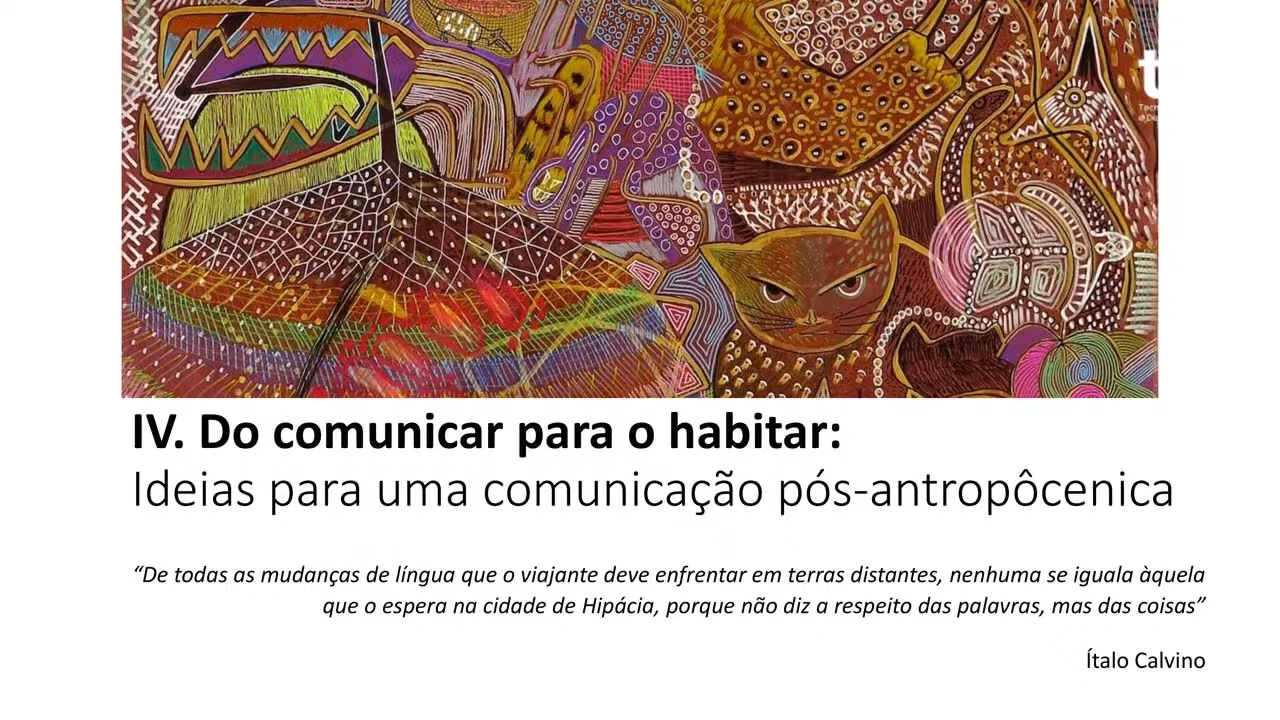 IV. Do comunicar para o habitar:
Ideias para uma comunicação pós-antropôcenica
“De todas as mudanças de língua que o viajante deve enfrentar em terras distantes, nenhuma se iguala àquela
que o espera na cidade de Hipácia, porque não diz a respeito das palavras, mas das coisas”
Ítalo Calvino